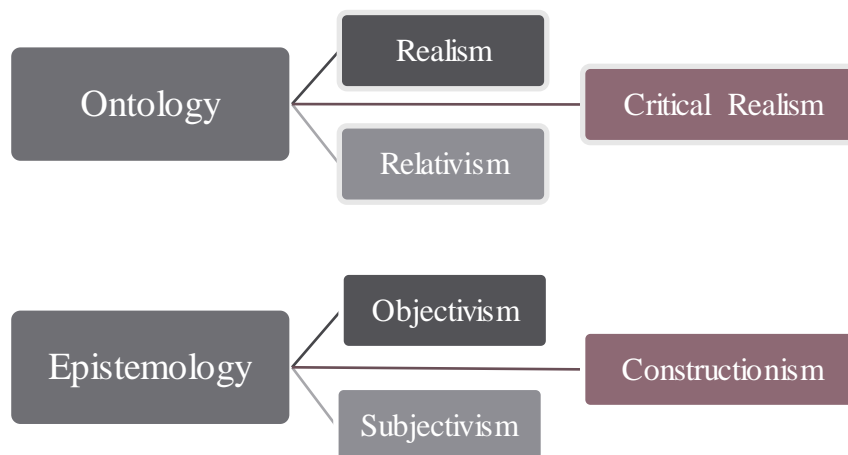 Realism
Ontology
Critical Realism
Relativism
Objectivism
Epistemology
Constructionism
Subjectivism